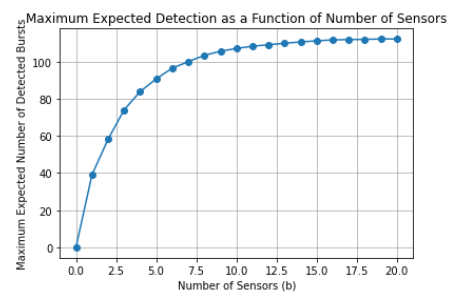 Maximum Expected Detection as a Function of Number of Sensors
Maximum Expected Number of Detected Bursts
100
80
60
40
20
0
0.0 2.5 5.0 7.5 10.0 12.5 15.0 17.5 20.0
Number of Sensors (b)